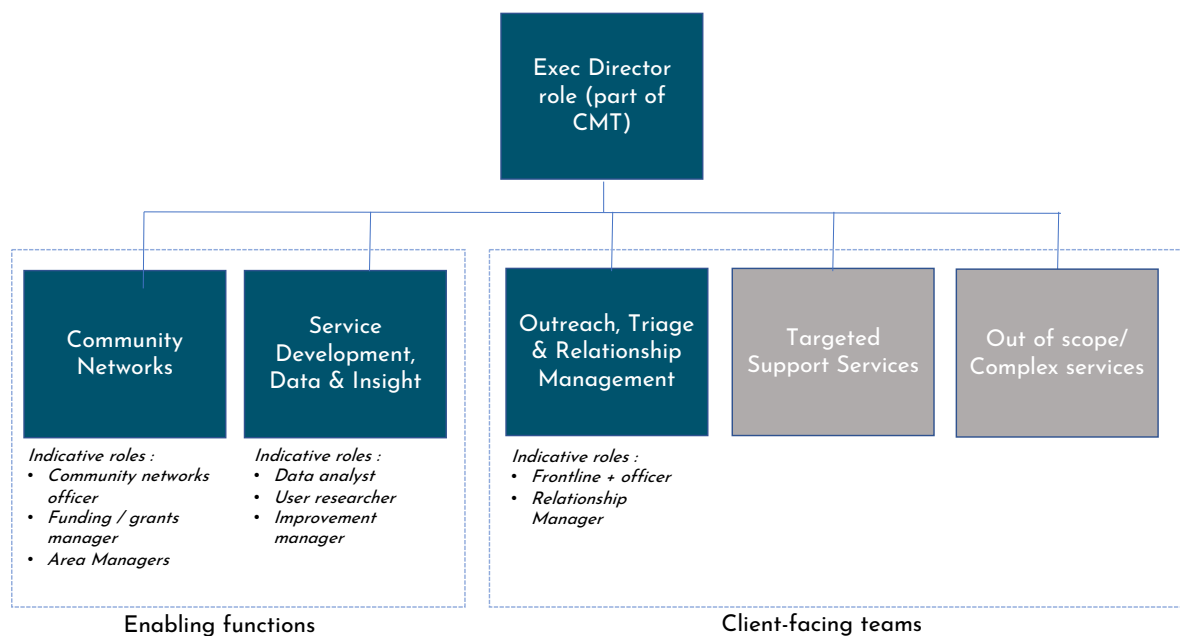 Exec Director
role (part of
CMT)
Community
Networks
Service
Development,
Data & Insight
Outreach, Triage
& Relationship
Management
Targeted
Support Services
Out of scope/
Complex services
Indicative roles :
• Community networks
officer
• Funding / grants
manager
• Area Managers
Indicative roles :
• Data analyst
• User researcher
• Improvement
manager
Indicative roles :
• Frontline + officer
• Relationship
Manager
Enabling functions
Client-facing teams